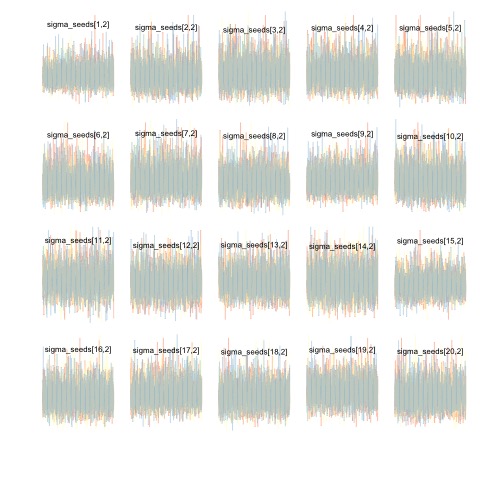 sigma_seeds[1,2]
sigma_seeds[2,2]
sigma_seeds[3,2]
sigma_seeds[4,2]
sigma_seeds[5,2]
sigma_seeds[6,2]
sigma_seeds[7,2]
sigma_seeds[8,2]
sigma_seeds[9,2]
sigma_seeds[10,2]
sigma_seeds[11,2]
sigma_seeds[12,2]
sigma_seeds[13,2]
sigma_seeds[14,2]
sigma_seeds[15,2]
sigma_seeds[16,2]
sigma_seeds[17,2]
sigma_seeds[18,2]
sigma_seeds[19,2]
sigma_seeds[20,2]